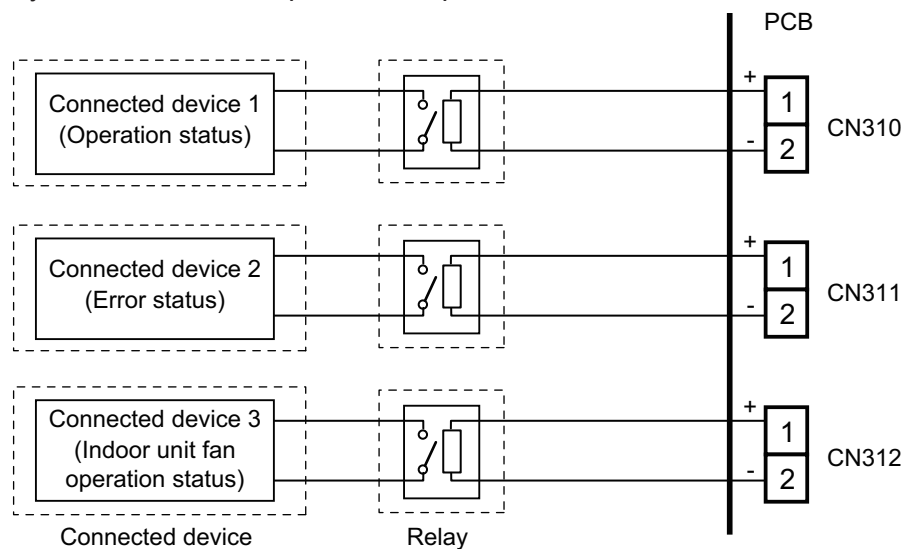 PCB
Connected device 1
(Operation status)
+
1
-
2
CN310
Connected device 2
(Error status)
+
1
-
2
CN311
Connected device 3
(Indoor unit fan
operation status)
+
1
-
2
CN312
Connected device
Relay